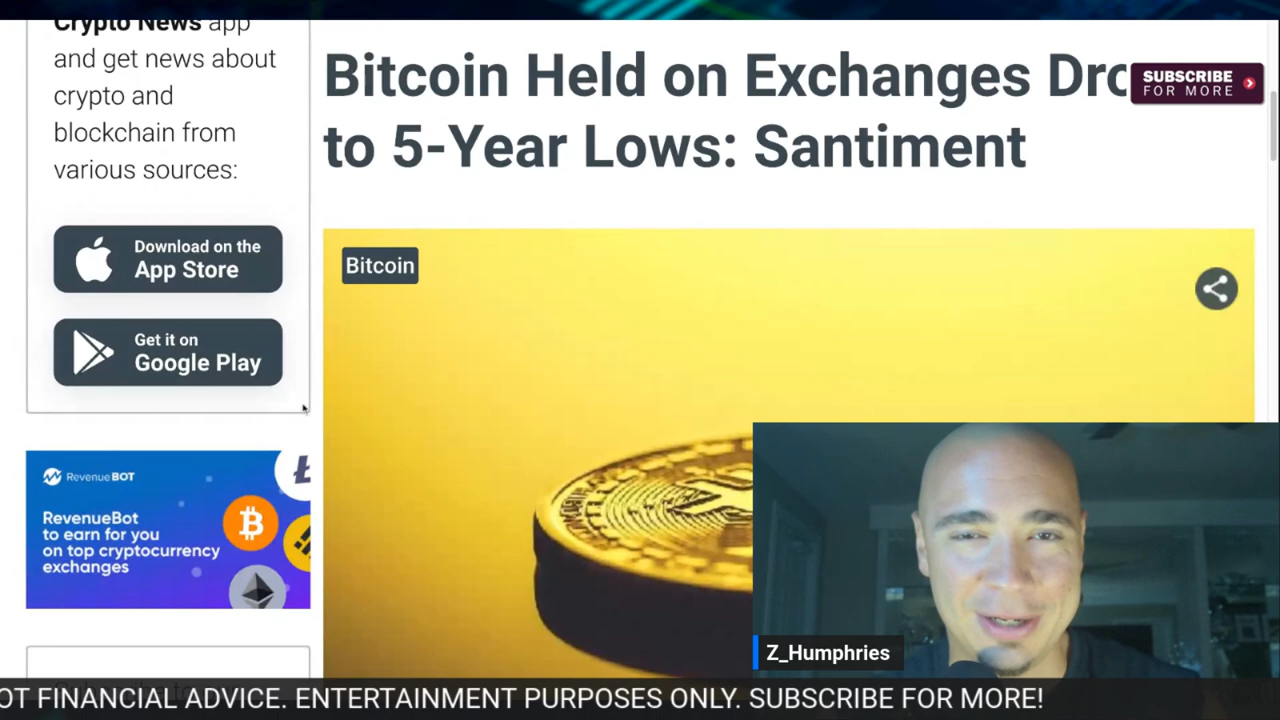 Crypto News app
and get news about
crypto and
blockchain from
various sources:
Download on the
App Store
Get it on
Google Play
RevenueBOT
RevenueBot
to earn for you
on top cryptocurrency
exchanges
Bitcoin Held on Exchanges
to 5-Year Lows: Santiment
SUBSCRIBE
FOR MORE
Bitcoin
Z_Humphries
FINANCIAL ADVICE. ENTERTAINMENT PURPOSES ONLY. SUBSCRIBE FOR MORE!